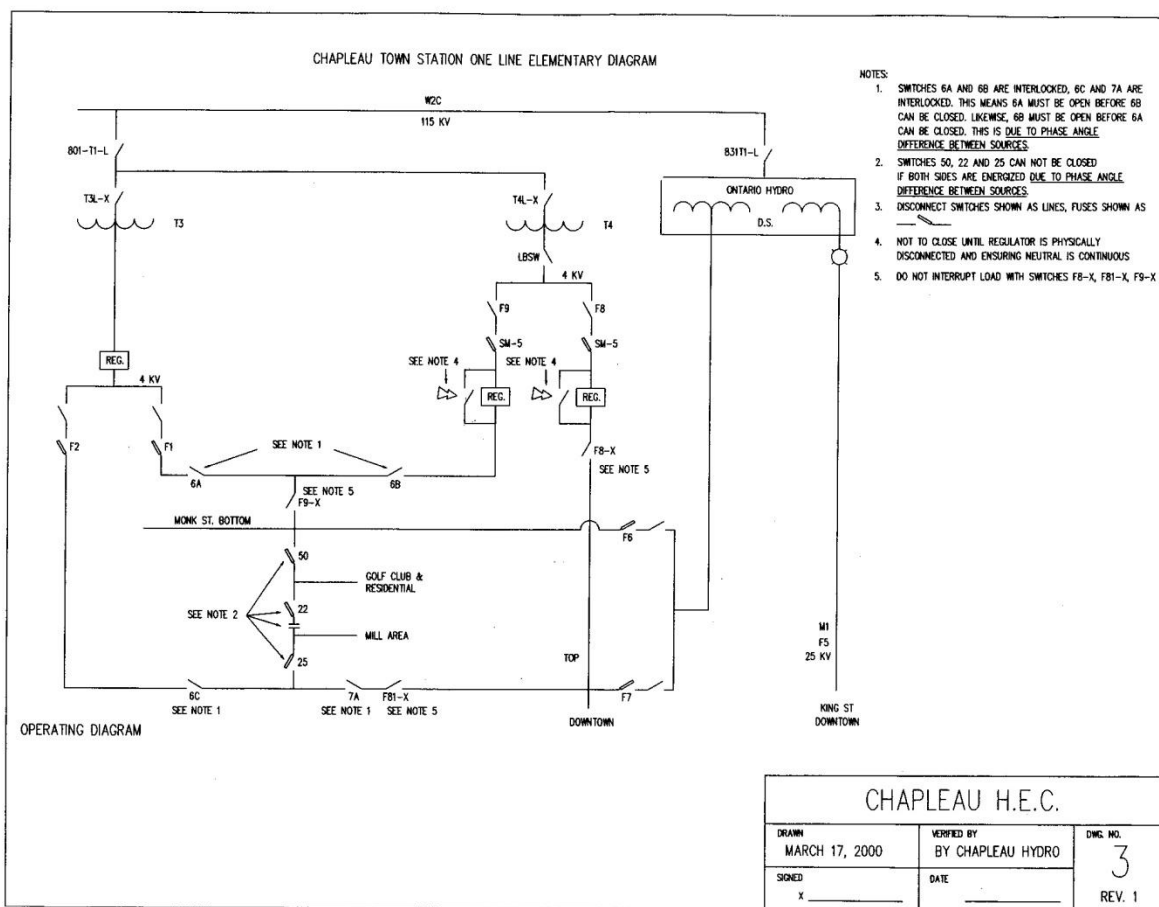 CHAPLEAU TOWN STATION ONE LINE ELEMENTARY DIAGRAM
W2C
115 KV
801-T1-L
831T1-L
T3L-X
T3
T4L-X
T4
ONTARIO HYDRO
D.S.
LBSW
4 KV
F9
F8
SM-5
SM-5
SEE NOTE 4
SEE NOTE 4
REG.
REG.
REG.
4 KV
F2
F1
SEE NOTE 1
6A
6B
F8-X
SEE NOTE 5
SEE NOTE 5
F9-X
MONK ST. BOTTOM
F6
50
GOLF CLUB &
RESIDENTIAL
SEE NOTE 2
22
MILL AREA
25
TOP
M1
F5
25 KV
6C
SEE NOTE 1
7A
SEE NOTE 1
F81-X
SEE NOTE 5
F7
DOWNTOWN
KING ST
DOWNTOWN
OPERATING DIAGRAM
NOTES:
1. SWITCHES 6A AND 6B ARE INTERLOCKED, 6C AND 7A ARE
INTERLOCKED. THIS MEANS 6A MUST BE OPEN BEFORE 6B
CAN BE CLOSED. LIKEWISE, 6B MUST BE OPEN BEFORE 6A
CAN BE CLOSED. THIS IS DUE TO PHASE ANGLE
DIFFERENCE BETWEEN SOURCES.
2. SWITCHES 50, 22 AND 25 CAN NOT BE CLOSED
IF BOTH SIDES ARE ENERGIZED DUE TO PHASE ANGLE
DIFFERENCE BETWEEN SOURCES.
3. DISCONNECT SWITCHES SHOWN AS LINES, FUSES SHOWN AS
4. NOT TO CLOSE UNTIL REGULATOR IS PHYSICALLY
DISCONNECTED AND ENSURING NEUTRAL IS CONTINUOUS
5. DO NOT INTERRUPT LOAD WITH SWITCHES F8-X, F81-X, F9-X
CHAPLEAU H.E.C.
DRAWN
MARCH 17, 2000
VERIFIED BY
BY CHAPLEAU HYDRO
DWG. NO.
3
REV. 1
SIGNED
X
DATE